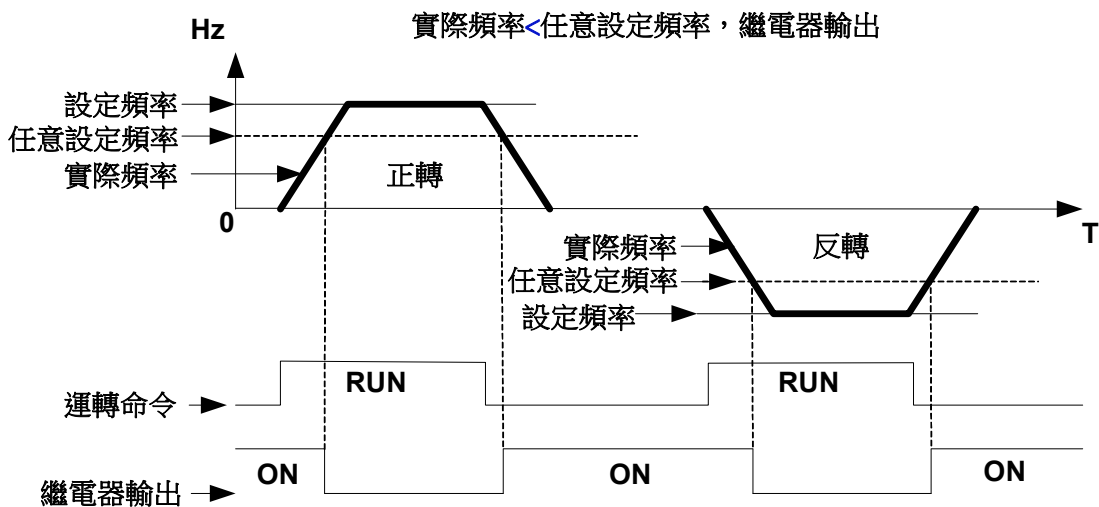 實際頻率<任意設定頻率，繼電器輸出
Hz
設定頻率
任意設定頻率
實際頻率
正轉
0
T
反轉
實際頻率
任意設定頻率
設定頻率
RUN
RUN
運轉命令
ON
ON
ON
繼電器輸出